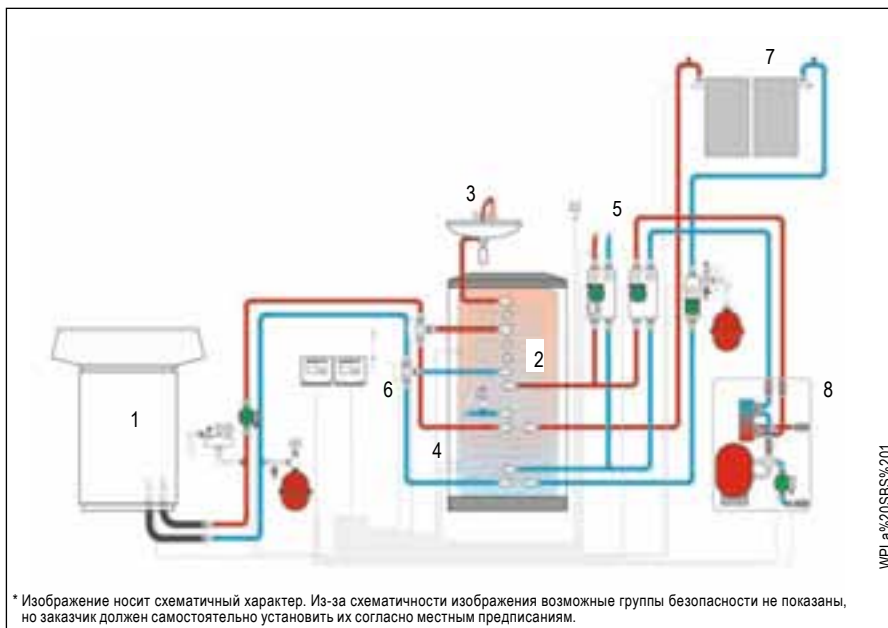 7
3
5
2
6
1
8
4
* Изображение носит схематичный характер. Из-за схематичности изображения возможные группы безопасности не показаны,
но заказчик должен самостоятельно установить их согласно местным предписаниям.
WPLa%20SBS%201